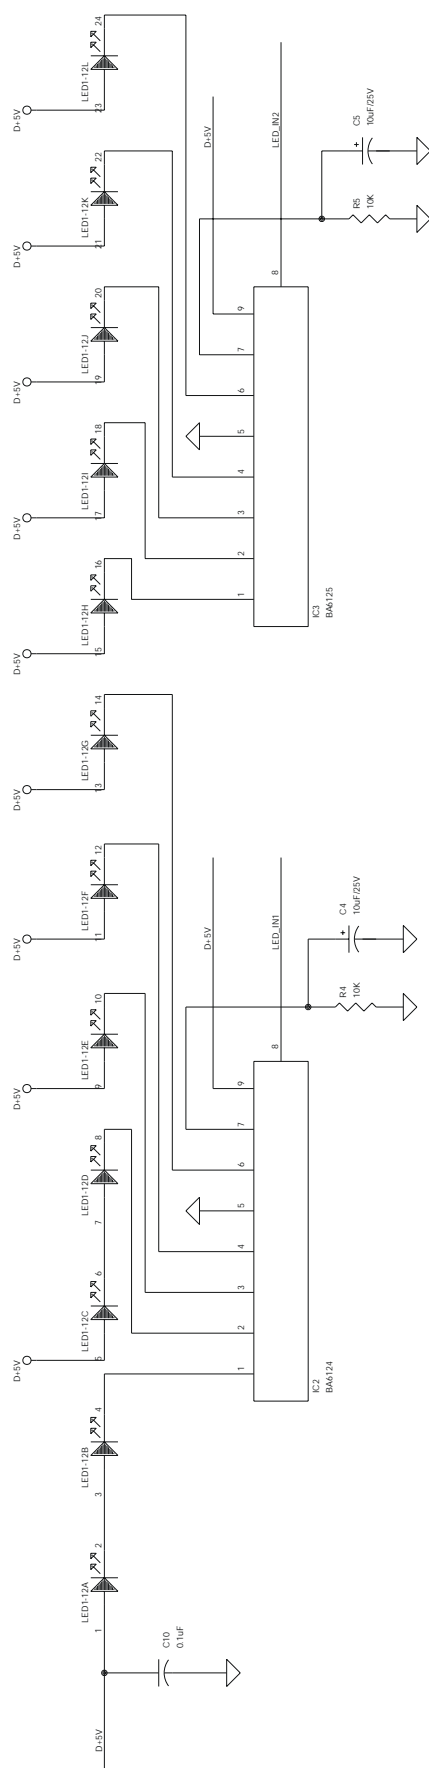 D+5V
C10
0.1uF
1
LED1-12A
2
3
LED1-12B
4
D+5V
5
LED1-12C
6
7
LED1-12D
8
D+5V
9
LED1-12E
10
D+5V
11
LED1-12F
12
D+5V
13
LED1-12G
14
IC2
BA6124
1
2
3
4
5
6
7
9
8
D+5V
LED_IN1
R4
10K
+
C4
10uF/25V
D+5V
15
LED1-12H
16
D+5V
17
LED1-12I
18
D+5V
19
LED1-12J
20
D+5V
21
LED1-12K
22
D+5V
23
LED1-12L
24
IC3
BA6125
1
2
3
4
5
6
7
9
8
D+5V
LED_IN2
R5
10K
+
C5
10uF/25V